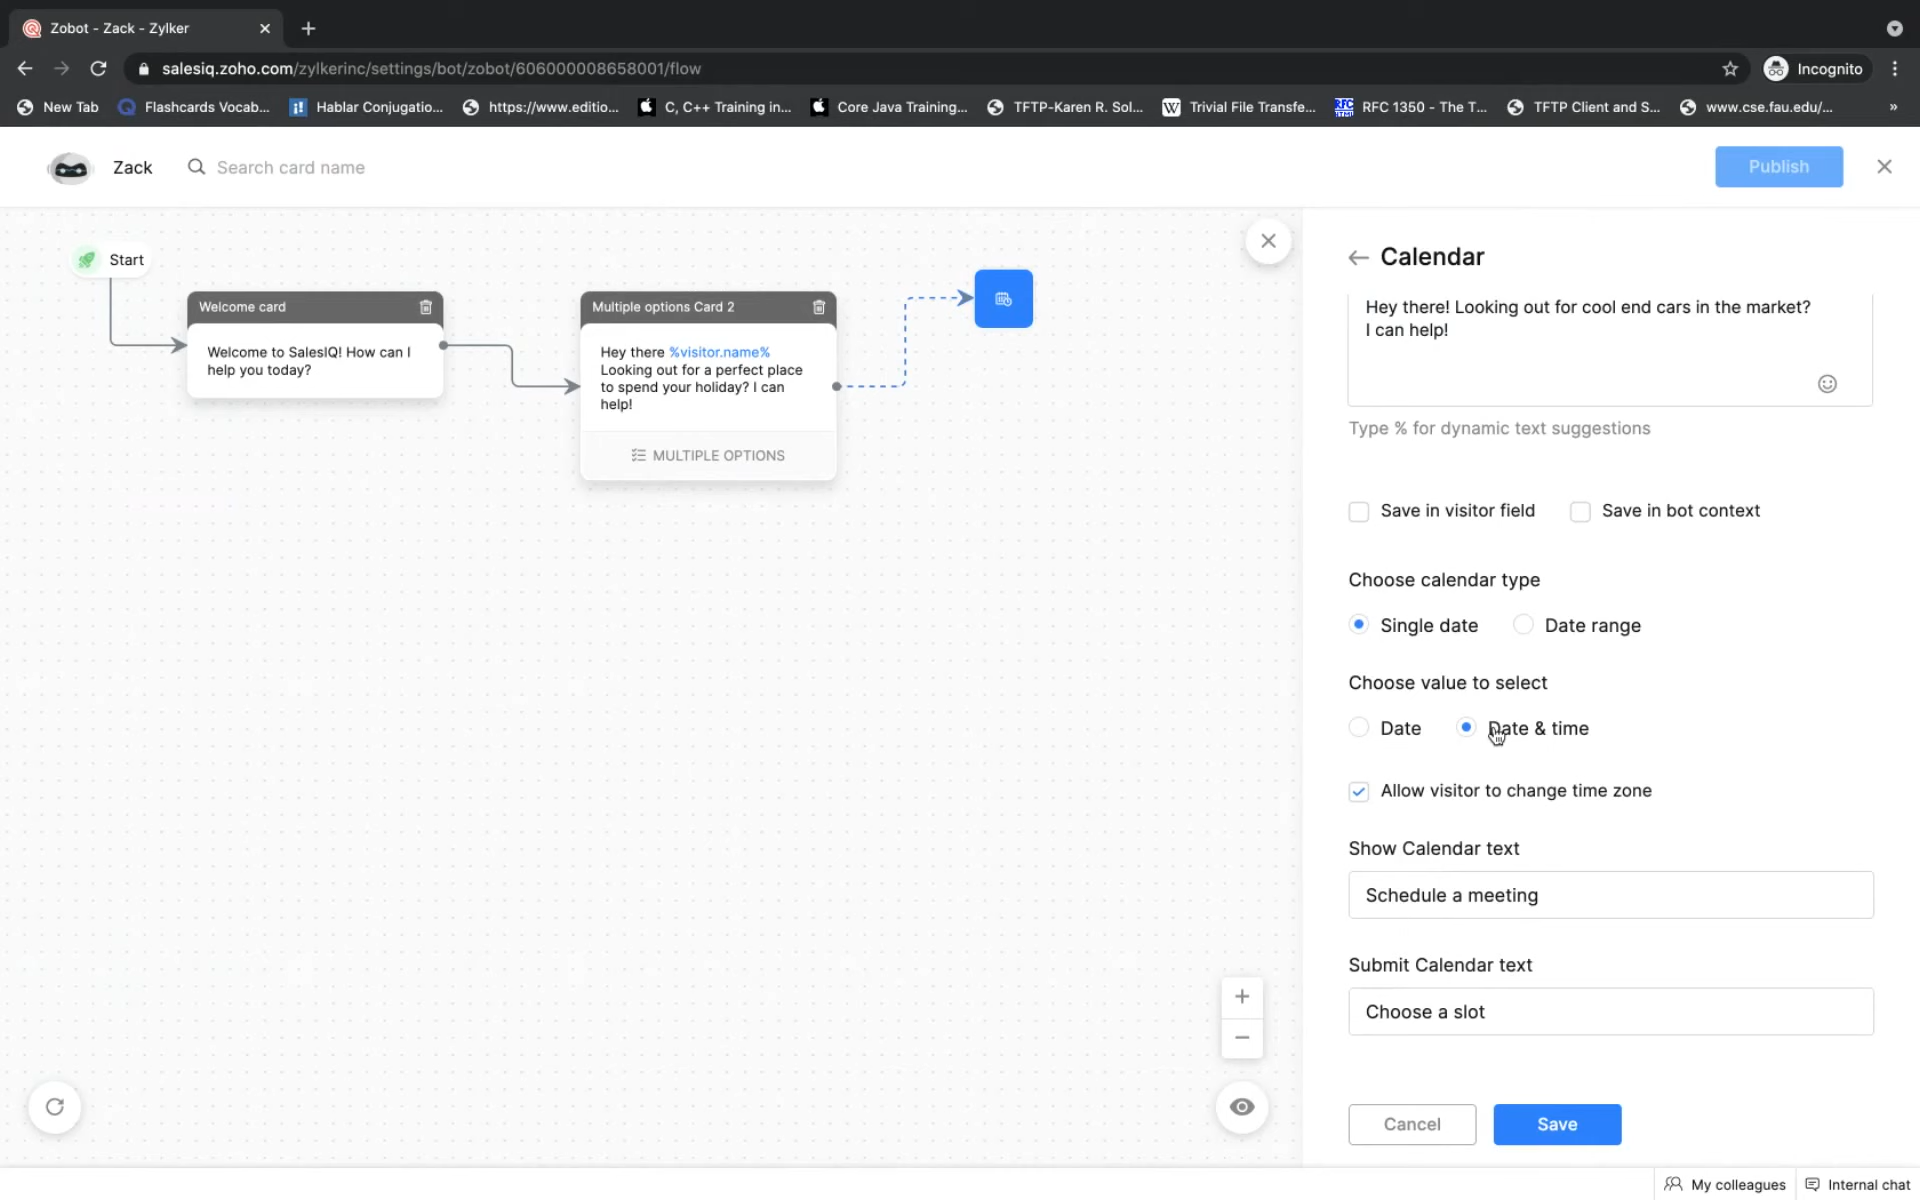 Zobot - Zack - Zylker
salesiq.zoho.com/zylkerinc/settings/bot/zobot/606000008658001/flow
Incognito
New Tab
Flashcards Vocab...
Hablar Conjugatio...
https://www.editio...
C, C++ Training in...
Core Java Training...
TFTP-Karen R. Sol...
Trivial File Transfe...
RFC 1350 - The T...
TFTP Client and S...
www.cse.fau.edu/...
»
Zack
Search card name
Publish
Start
Welcome card
Welcome to SalesIQ! How can I
help you today?
Multiple options Card 2
Hey there %visitor.name%
Looking out for a perfect place
to spend your holiday? I can
help!
MULTIPLE OPTIONS
Calendar
Hey there! Looking out for cool end cars in the market?
I can help!
Type % for dynamic text suggestions
Save in visitor field
Save in bot context
Choose calendar type
Single date
Date range
Choose value to select
Date
Date & time
Allow visitor to change time zone
Show Calendar text
Schedule a meeting
Submit Calendar text
Choose a slot
Cancel
Save
My colleagues
Internal chat